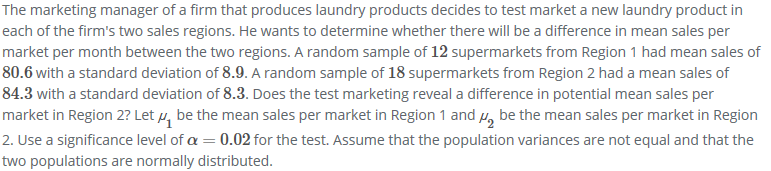 The marketing manager of a firm that produces laundry products decides to test market a new laundry product in
each of the firm's two sales regions. He wants to determine whether there will be a difference in mean sales per
market per month between the two regions. A random sample of 12 supermarkets from Region 1 had mean sales of
80.6 with a standard deviation of 8.9. A random sample of 18 supermarkets from Region 2 had a mean sales of
84.3 with a standard deviation of 8.3. Does the test marketing reveal a difference in potential mean sales per
market in Region 2? Let μ₁ be the mean sales per market in Region 1 and μ₂ be the mean sales per market in Region
2. Use a significance level of α = 0.02 for the test. Assume that the population variances are not equal and that the
two populations are normally distributed.